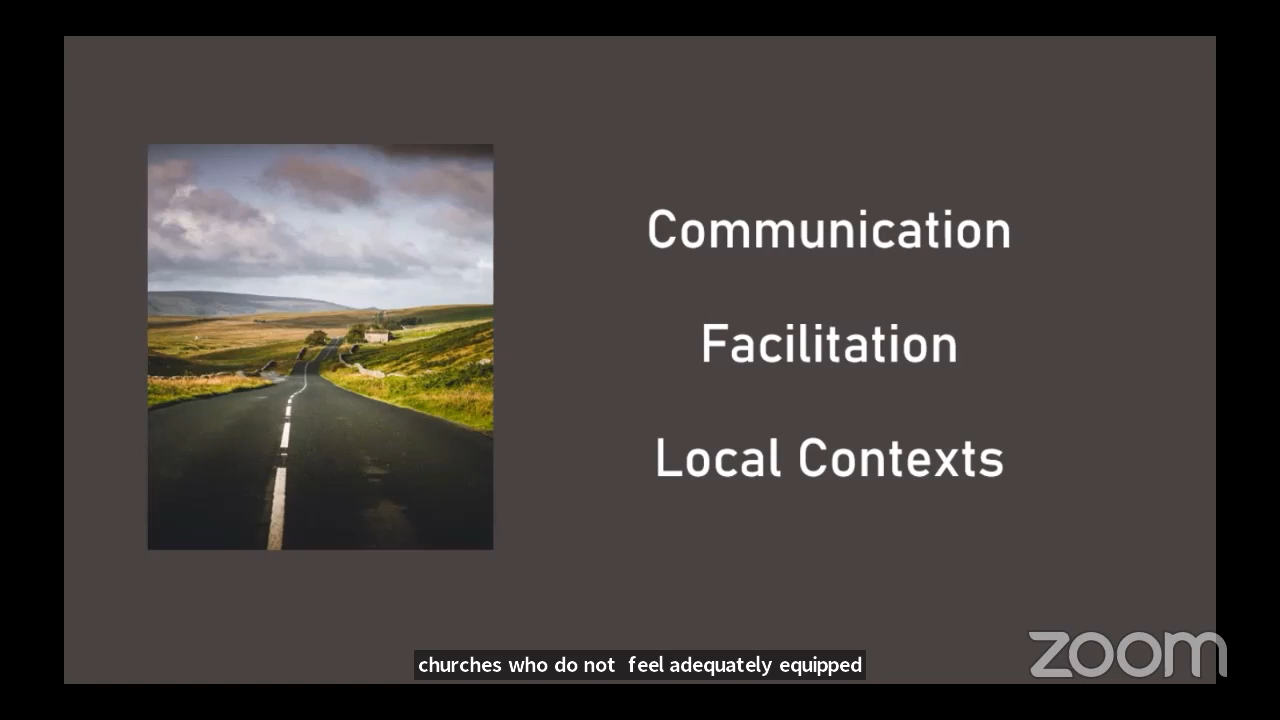 Communication
Facilitation
Local Contexts
churches who do not feel adequately equipped
zoom